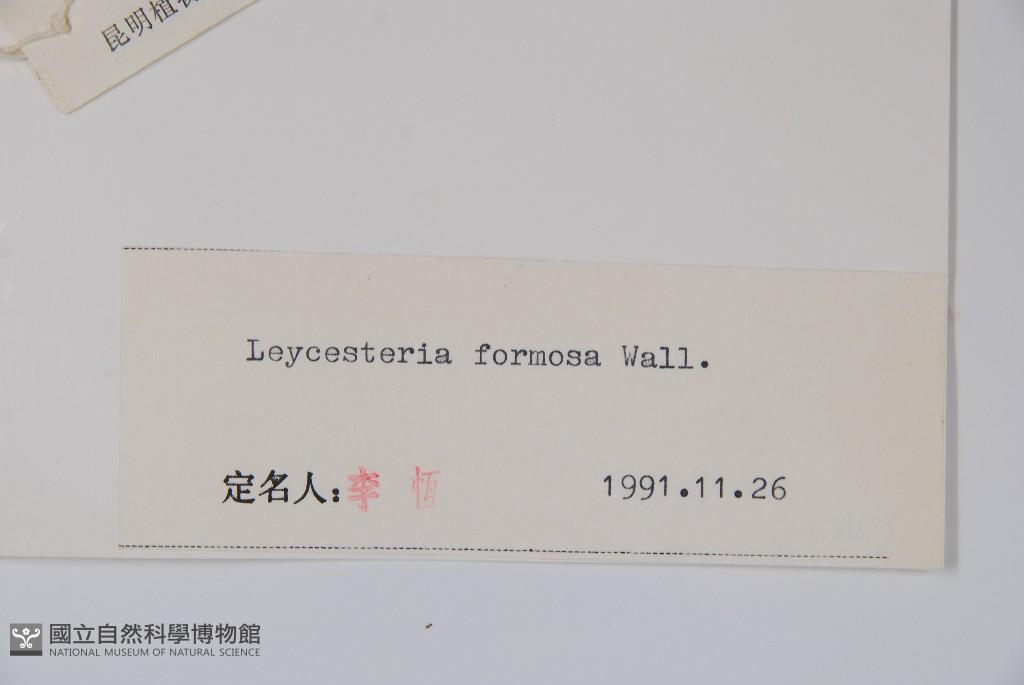 昆明植
Leycesteria formosa Wall.
定名人:李 恆 1991.11.26
國立自然科學博物館
NATIONAL MUSEUM OF NATURAL SCIENCE